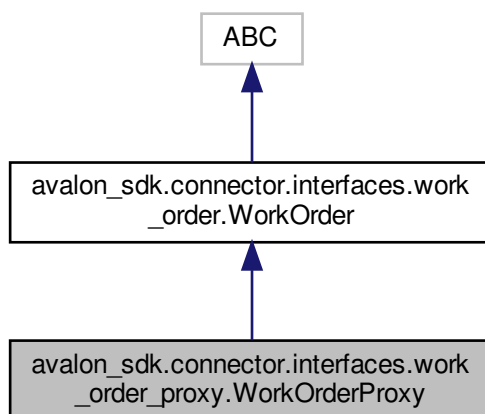 ABC
avalon_sdk.connector.interfaces.work
_order.WorkOrder
avalon_sdk.connector.interfaces.work
_order_proxy.WorkOrderProxy